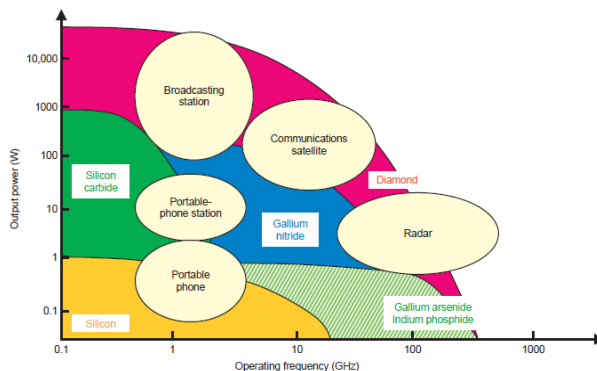 10,000
1000
100
10
1
0.1
Output power (W)
Broadcasting
station
Communications
satellite
Silicon
carbide
Diamond
Portable-
phone station
Gallium
nitride
Radar
Portable
phone
Gallium arsenide
Indium phosphide
Silicon
0.1
1
10
100
1000
Operating frequency (GHz)